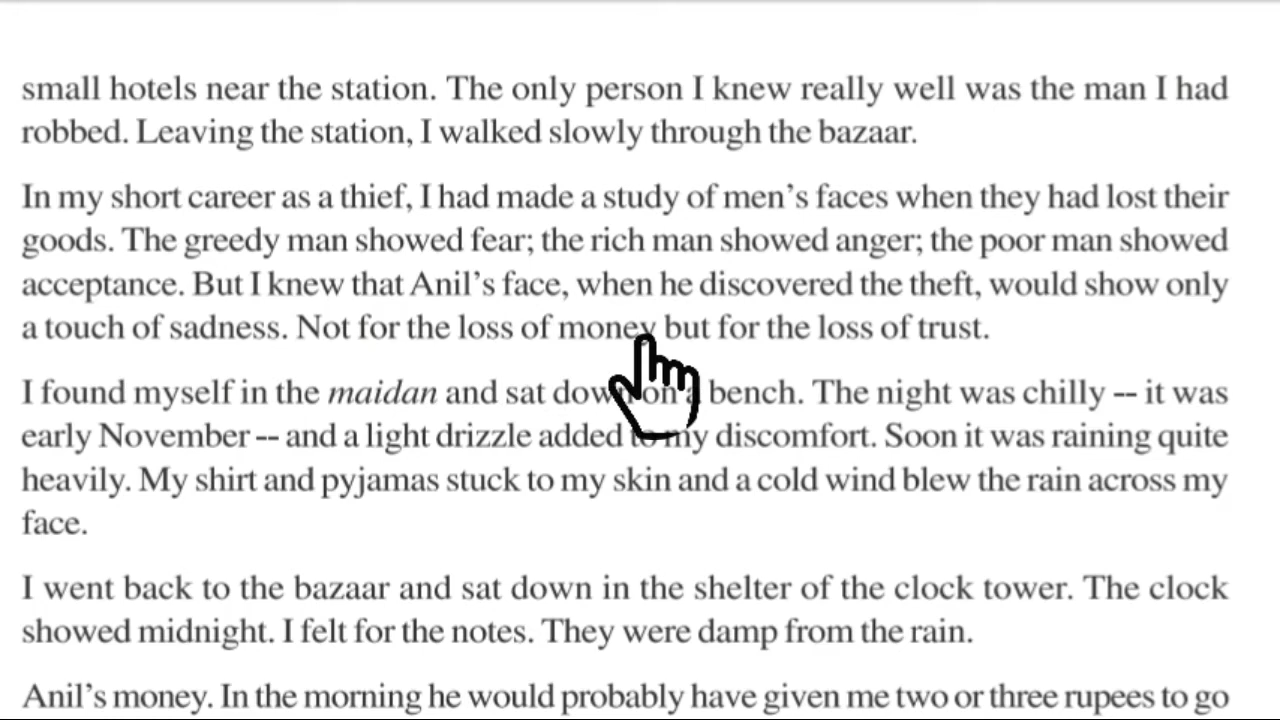 small hotels near the station. The only person I knew really well was the man I had
robbed. Leaving the station, I walked slowly through the bazaar.
In my short career as a thief, I had made a study of men’s faces when they had lost their
goods. The greedy man showed fear; the rich man showed anger; the poor man showed
acceptance. But I knew that Anil’s face, when he discovered the theft, would show only
a touch of sadness. Not for the loss of money but for the loss of trust.
I found myself in the maidan and sat down on a bench. The night was chilly -- it was
early November -- and a light drizzle added to my discomfort. Soon it was raining quite
heavily. My shirt and pyjamas stuck to my skin and a cold wind blew the rain across my
face.
I went back to the bazaar and sat down in the shelter of the clock tower. The clock
showed midnight. I felt for the notes. They were damp from the rain.
Anil’s money. In the morning he would probably have given me two or three rupees to go